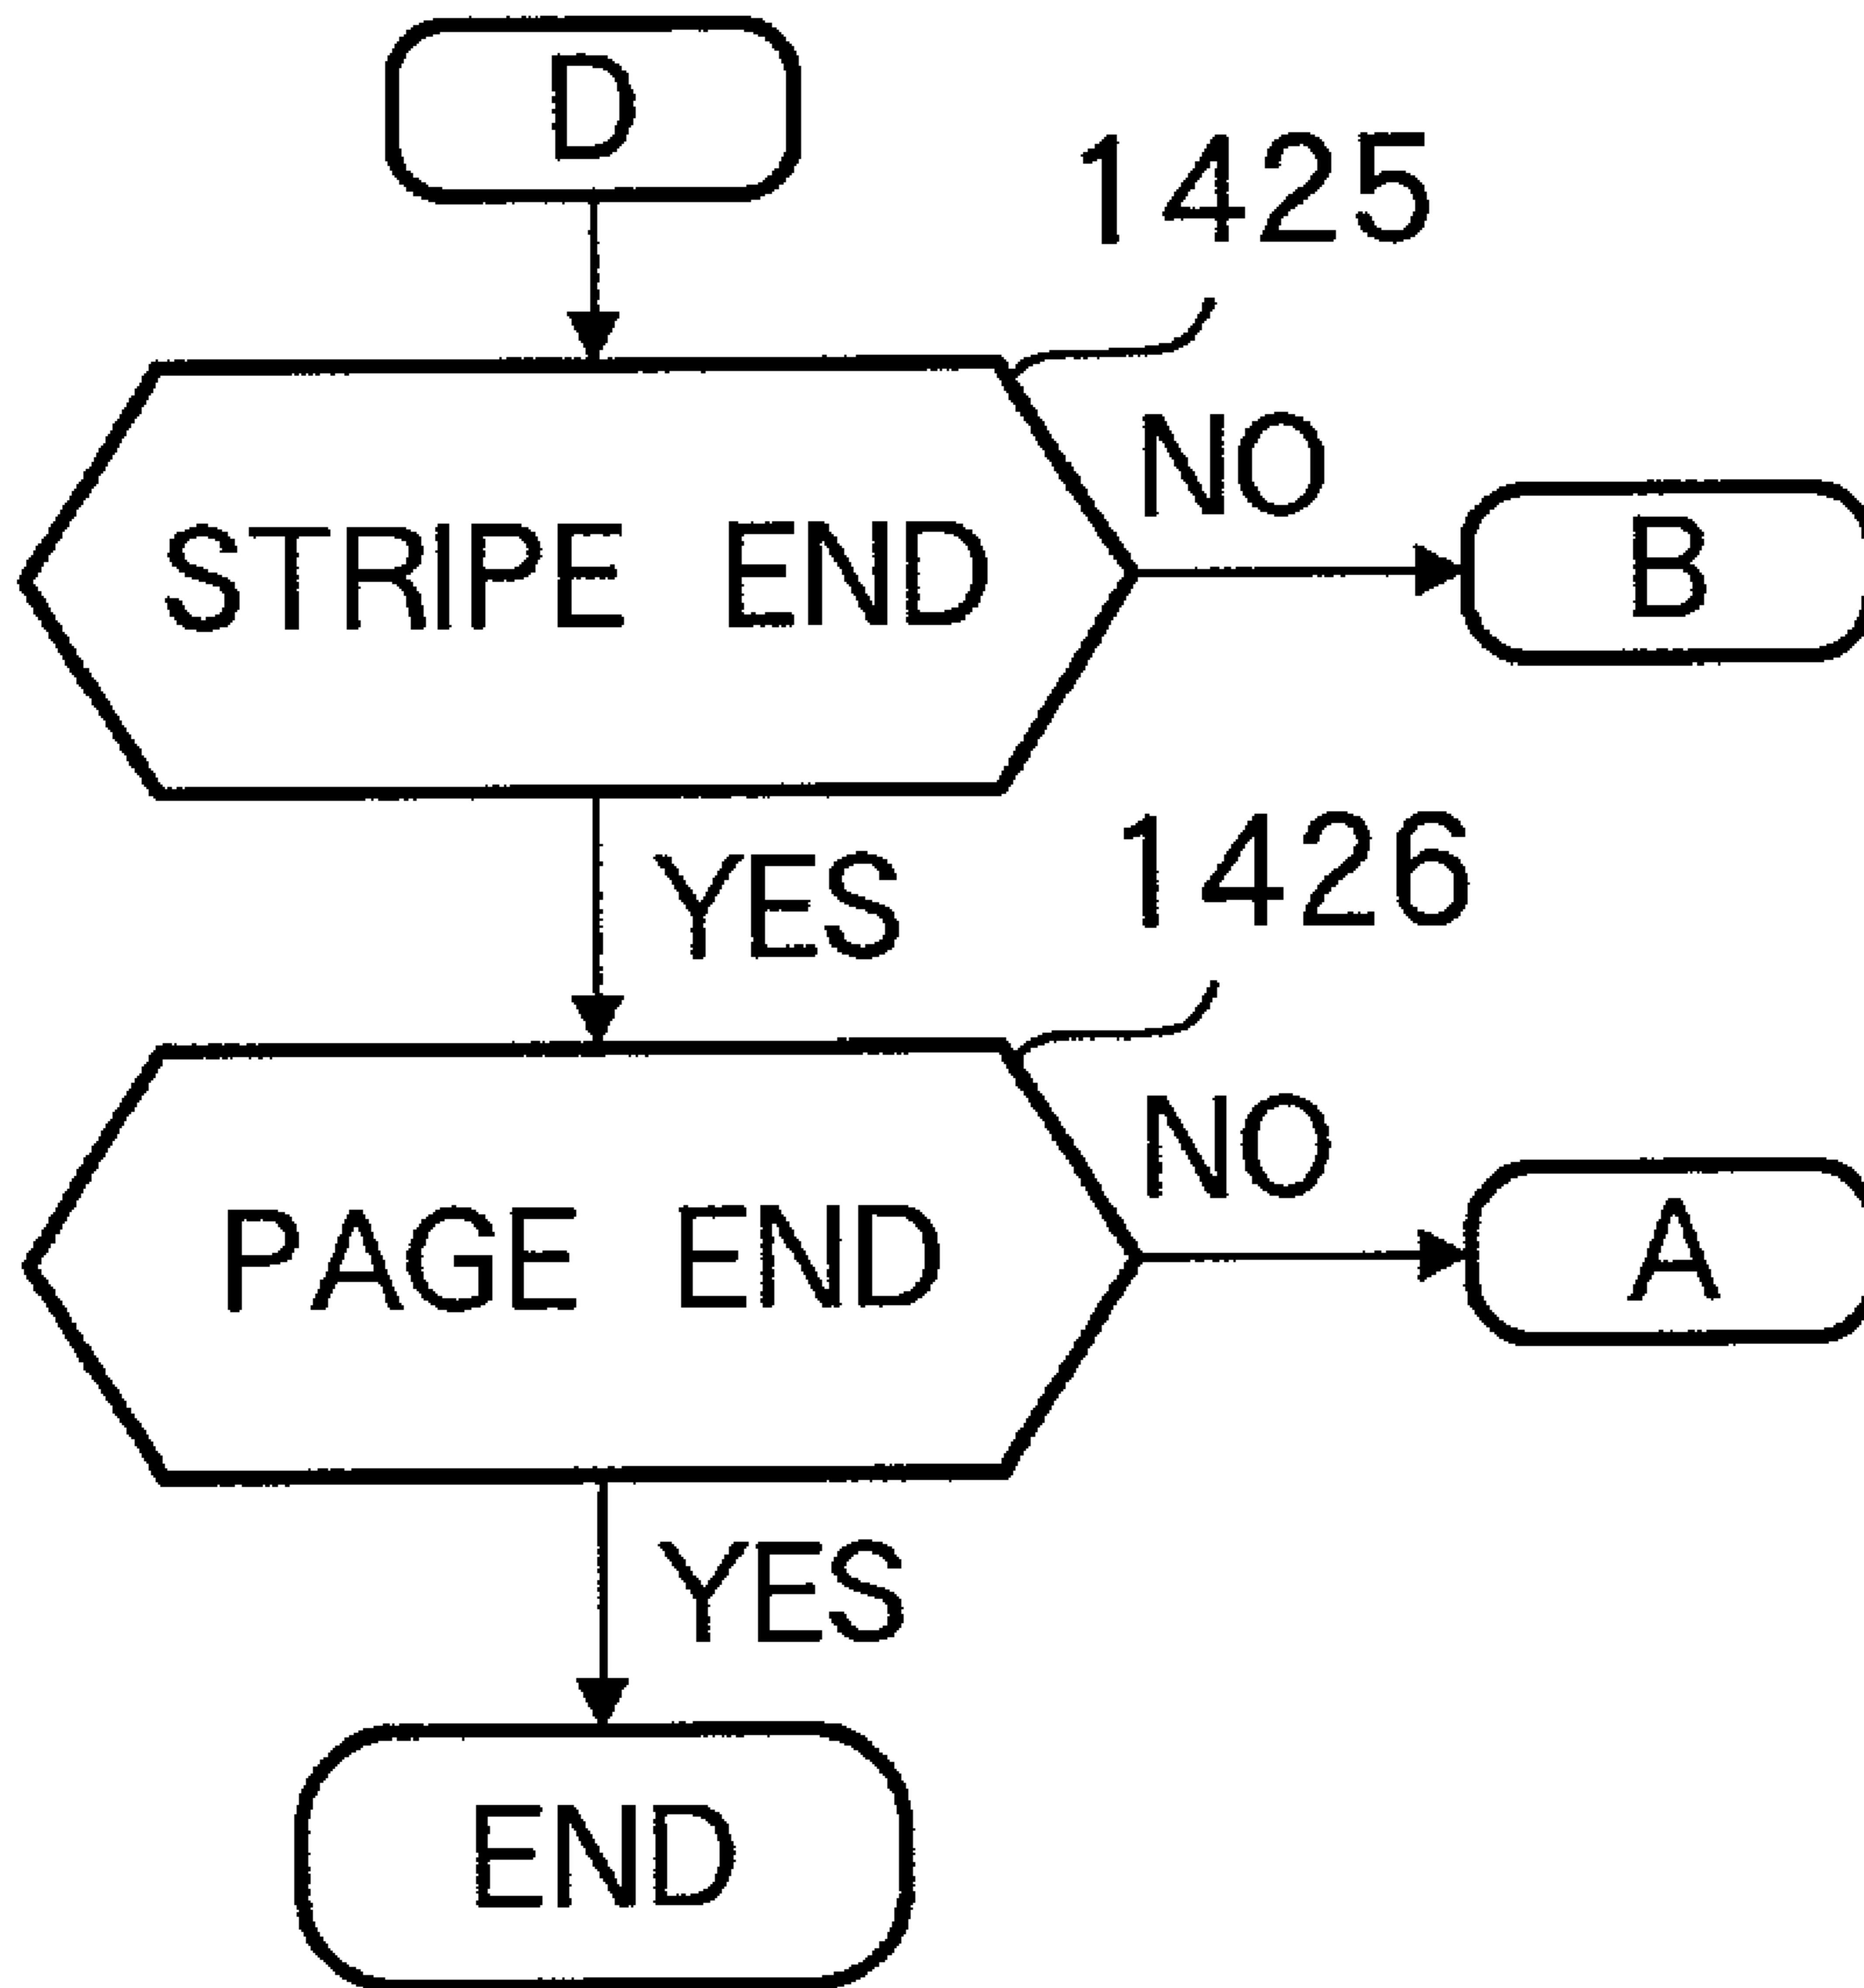 D
1425
NO
STRIPE END
B
YES
1426
NO
PAGE END
A
YES
END